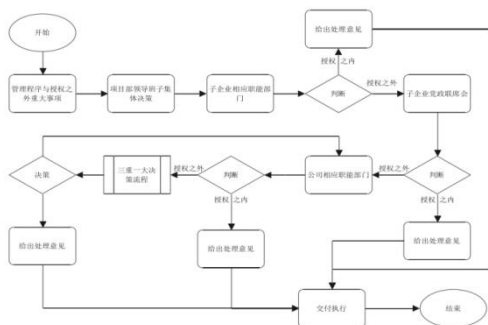 开始
给出处理意见
授权之内
管理程序与授权之
外重大事项
项目部领导班子集
体决策
子企业相应职能部
门
判断
授权之外
子企业党政联席会
决策
三重一大决
策流程
授权之外
判断
公司相应职能部门
授权之外
判断
授权之内
授权之内
给出处理意见
给出处理意见
给出处理意见
交付执行
结束